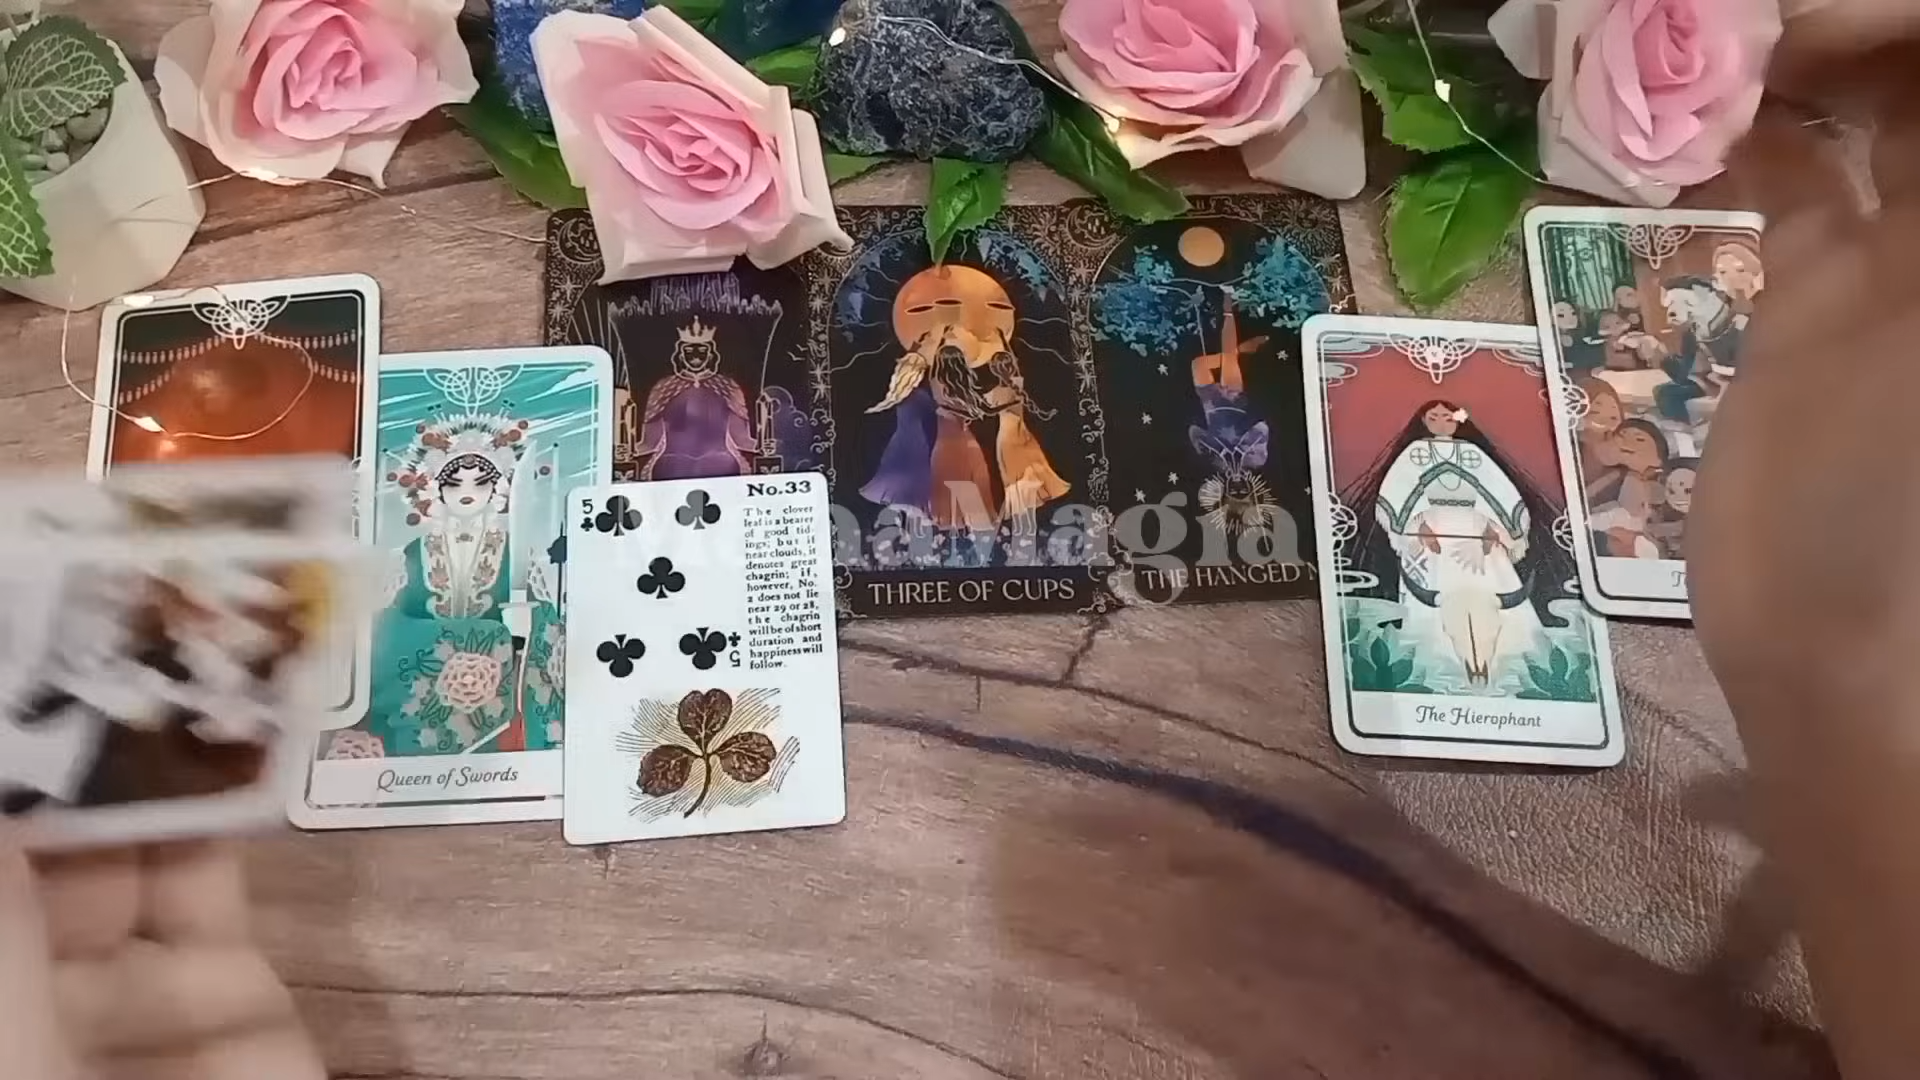 5
No.33
The clover
leaf is a bearer
of good tid-
ings; but if
near clouds, it
denotes great
chagrin; if,
however, No.
2 does not lie
near 29 or 28,
the chagrin
will be of short
duration and
happiness will
follow.
5
THREE OF CUPS
THE HANGED
The Hierophant
Queen of Swords